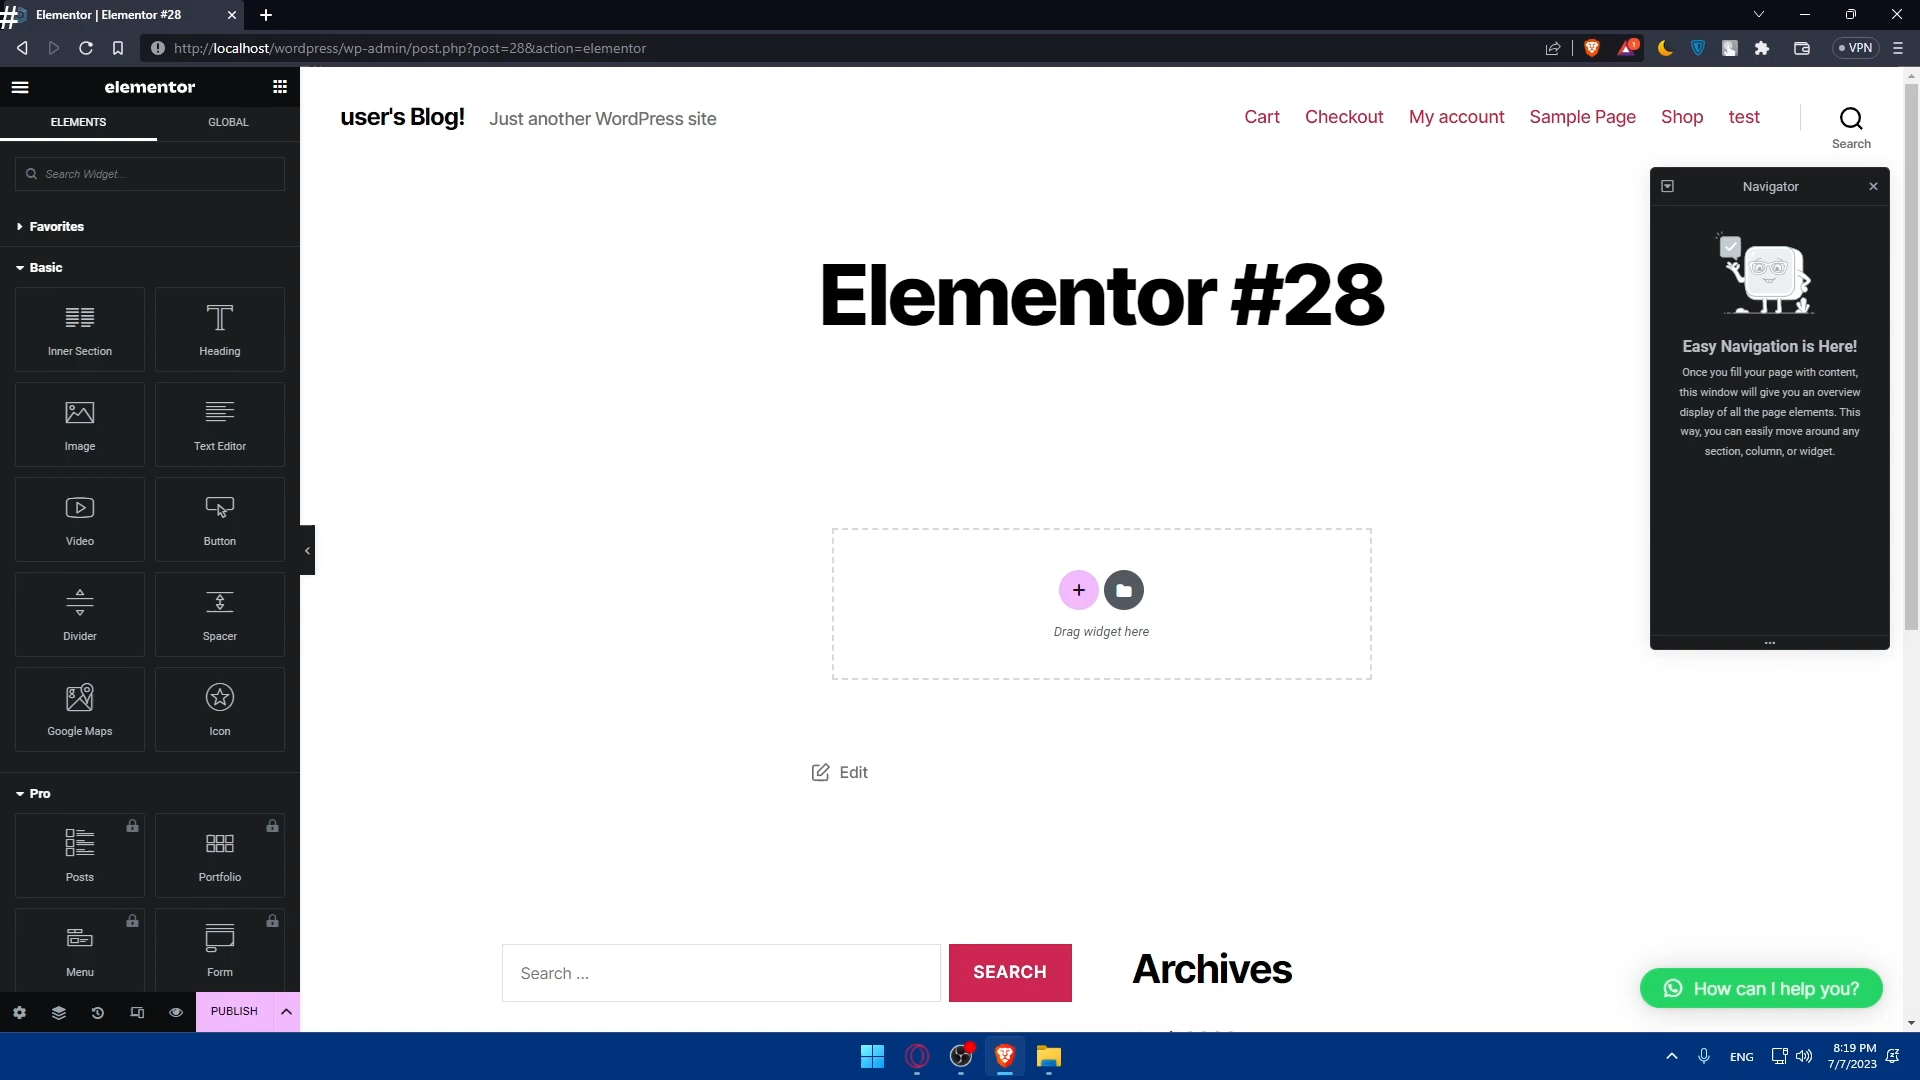 #
Elementor | Elementor #28
http://localhost/wordpress/wp-admin/post.php?post=28&action=elementor
1
VPN
elementor
ELEMENTS
GLOBAL
Search Widget...
Favorites
Basic
Inner Section
Heading
Image
Text Editor
Video
Button
Divider
Spacer
Google Maps
Icon
Pro
Posts
Portfolio
Menu
Form
PUBLISH
user's Blog!
Just another WordPress site
Cart
Checkout
My account
Sample Page
Shop
test
Search
Elementor #28
Drag widget here
Edit
Search ...
SEARCH
Archives
Navigator
Easy Navigation is Here!
Once you fill your page with content,
this window will give you an overview
display of all the page elements. This
way, you can easily move around any
section, column, or widget.
How can I help you?
ENG
8:19 PM
7/7/2023